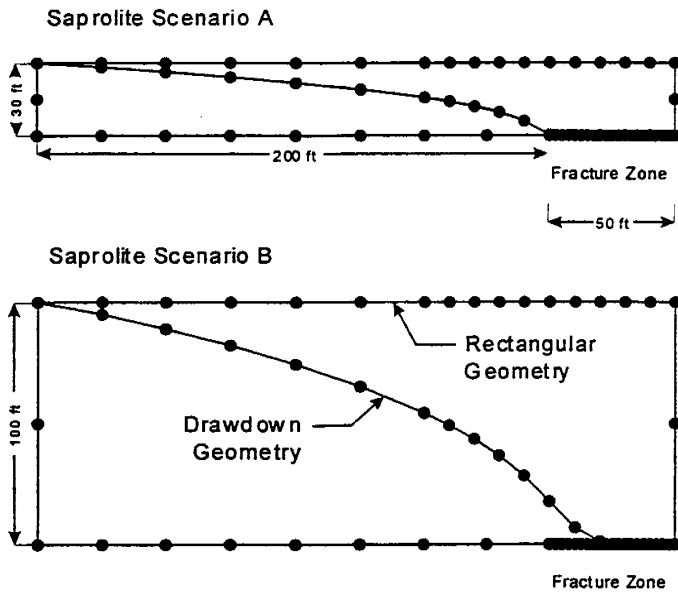 Saprolite Scenario A
30 ft
200 ft
Fracture Zone
50 ft
Saprolite Scenario B
Rectangular
Geometry
Drawdown
Geometry
100 ft
Fracture Zone